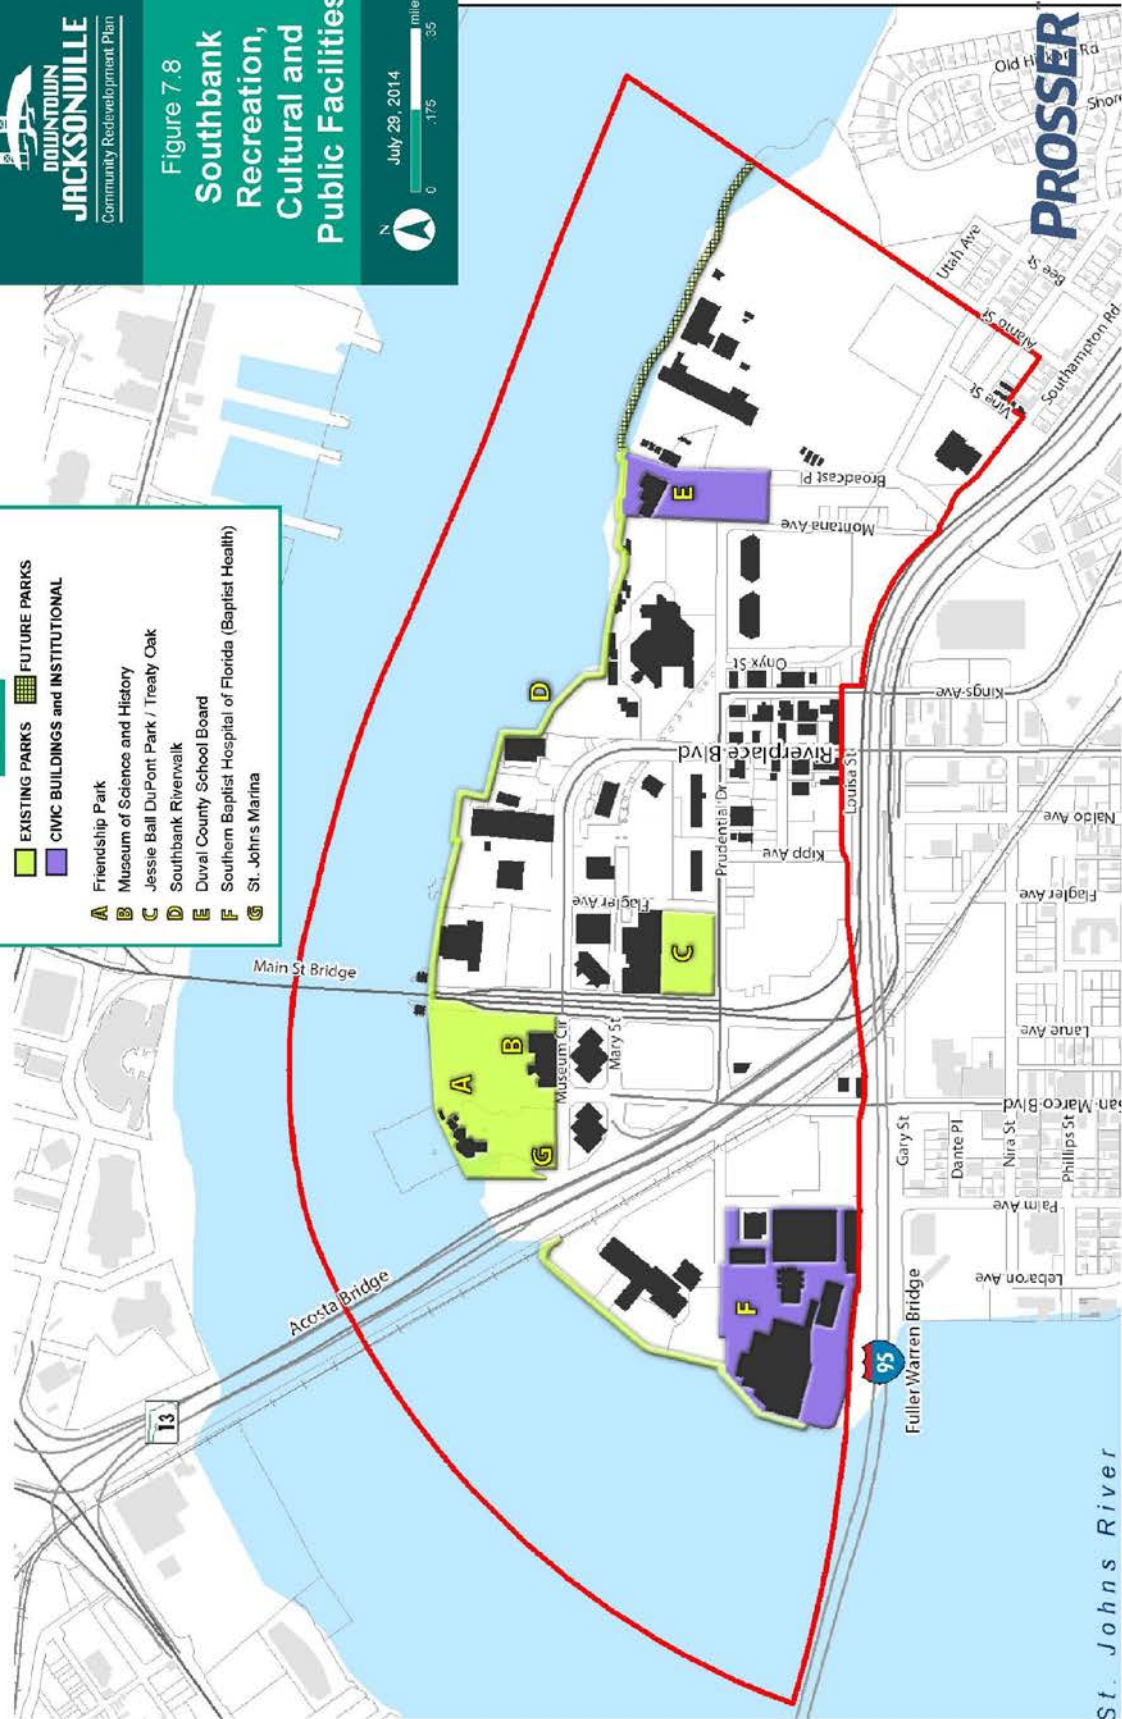 DOWNTOWN
JACKSONVILLE
Community Redevelopment Plan
Figure 7.8
Southbank
Recreation,
Cultural and
Public Facilities
July 29, 2014
N
0 .175 .35
mile
EXISTING PARKS
FUTURE PARKS
CIVIC BUILDINGS and INSTITUTIONAL
A Friendship Park
B Museum of Science and History
C Jessie Ball DuPont Park / Treaty Oak
D Southbank Riverwalk
E Duval County School Board
F Southern Baptist Hospital of Florida (Baptist Health)
G St. Johns Marina
13
Acosta Bridge
Main St Bridge
A
B
G
D
E
C
F
Museum Cir
Mary St
Flagler Ave
Prudential Dr
Riverplace Blvd
Kipp Ave
Louisa St
Onyx St
Kings Ave
Montana Ave
Broadcast Pl
Vine St
Alamo St
Utah Ave
Bee St
Southampton Rd
Old Hickory Rd
Shore
95
Fuller Warren Bridge
Gary St
Dante Pl
Nira St
Phillips St
San Marco Blvd
Palm Ave
Lebaron Ave
Larue Ave
Flagler Ave
Naldo Ave
St. Johns River
PROSSER